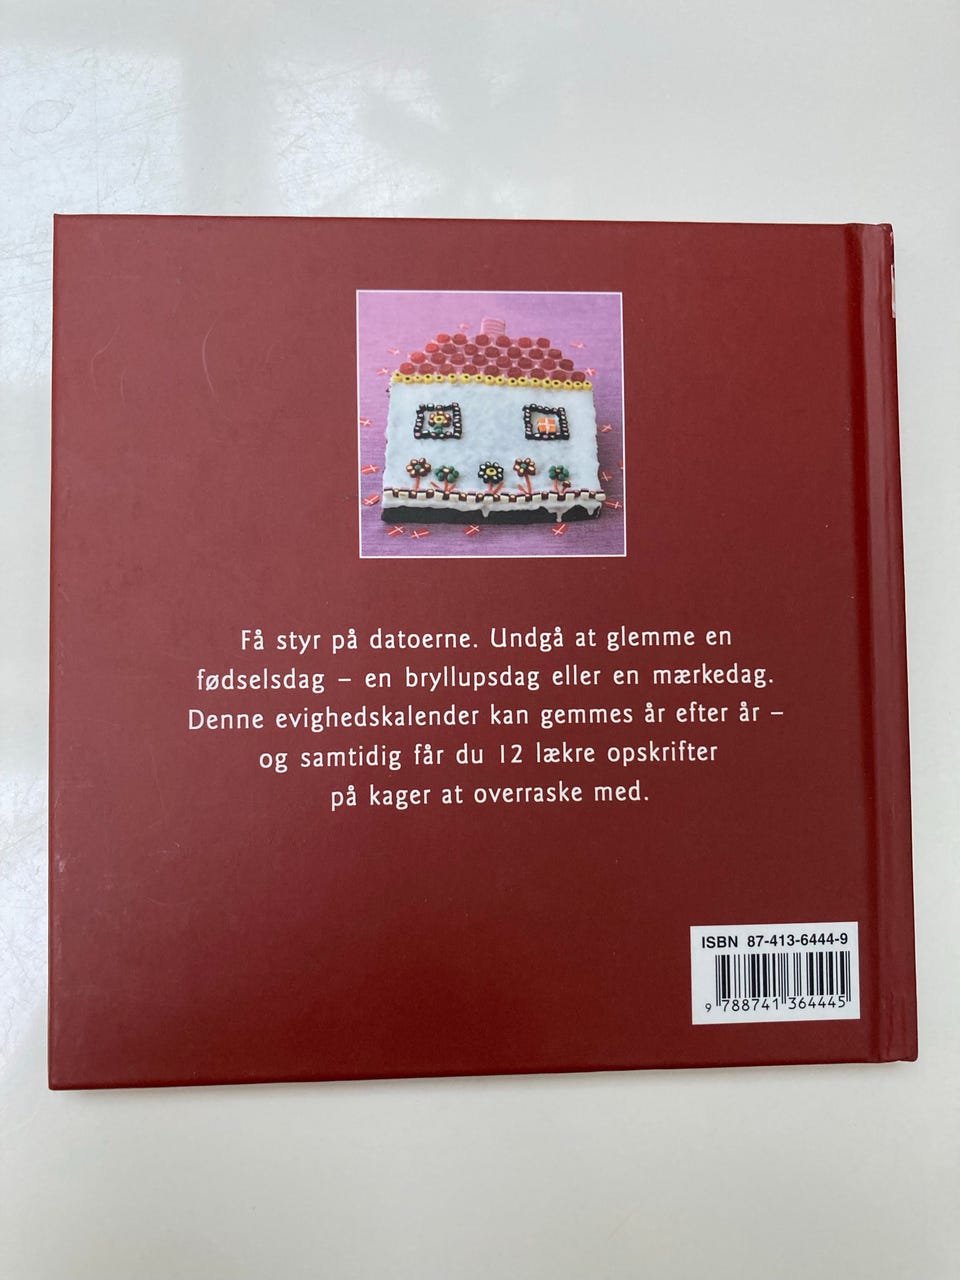 Få styr på datoerne. Undgå at glemme en
fødselsdag – en bryllupsdag eller en mærkedag.
Denne evighedskalender kan gemmes år efter år –
og samtidig får du 12 lækre opskrifter
på kager at overraske med.
ISBN 87-413-6444-9
9 788741 364445